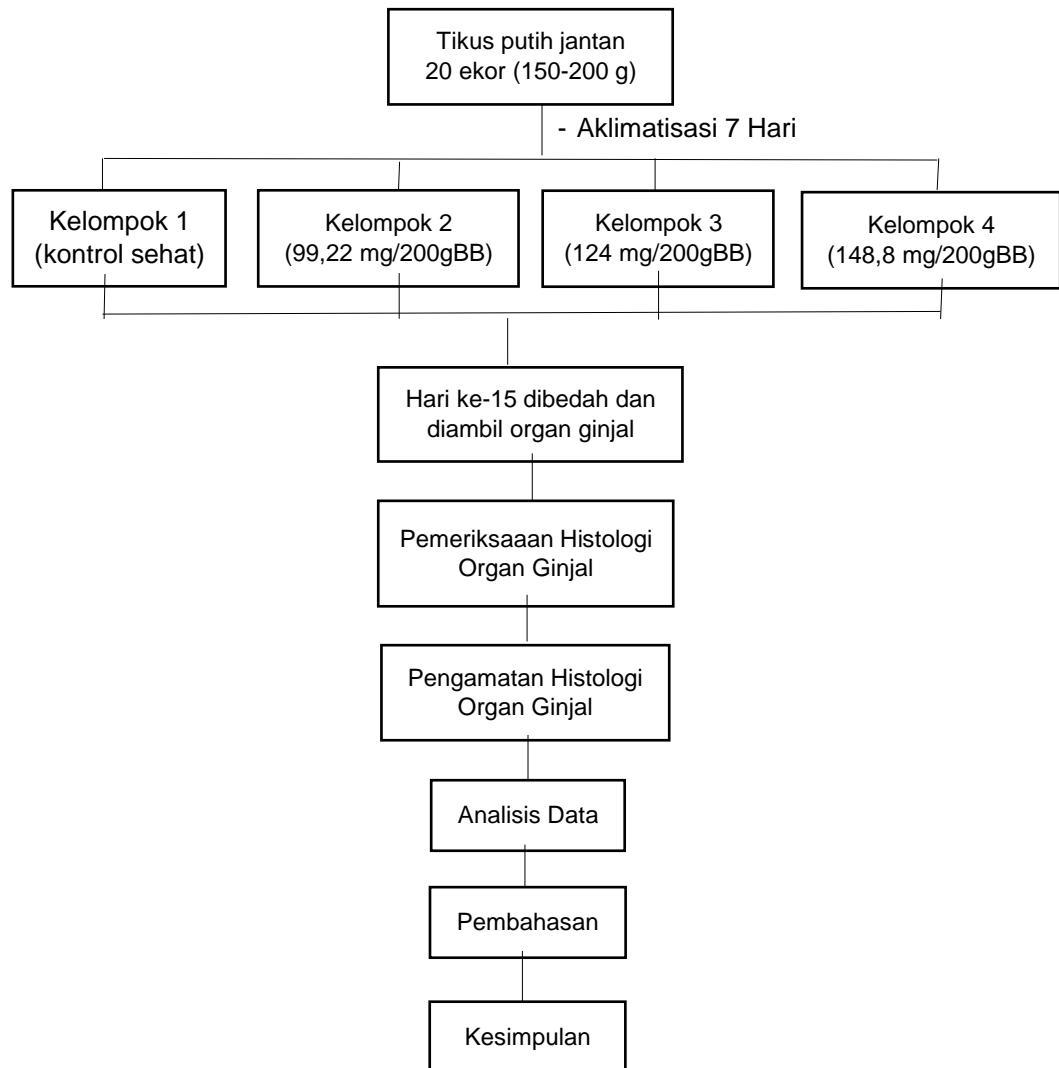 Tikus putih jantan
20 ekor (150-200 g)
- Aklimatisasi 7 Hari
Kelompok 1
(kontrol sehat)
Kelompok 2
(99,22 mg/200gBB)
Kelompok 3
(124 mg/200gBB)
Kelompok 4
(148,8 mg/200gBB)
Hari ke-15 dibedah dan
diambil organ ginjal
Pemeriksaaan Histologi
Organ Ginjal
Pengamatan Histologi
Organ Ginjal
Analisis Data
Pembahasan
Kesimpulan